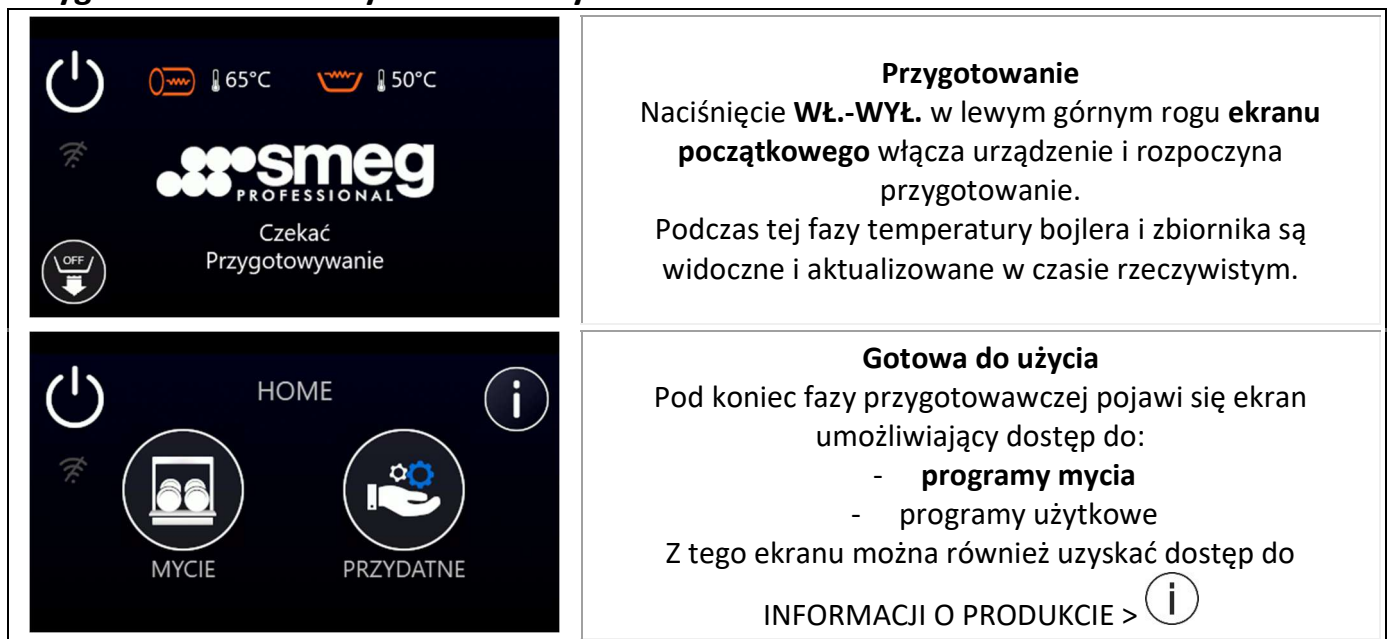 65°C 50°C
smeg
PROFESSIONAL
Czekać
Przygotowywanie
OFF
Przygotowanie
Naciśnięcie WŁ.-WYŁ. w lewym górnym rogu ekranu
początkowego włącza urządzenie i rozpoczyna
przygotowanie.
Podczas tej fazy temperatury bojlera i zbiornika są
widoczne i aktualizowane w czasie rzeczywistym.
HOME
i
MYCIE PRZYDATNE
Gotowa do użycia
Pod koniec fazy przygotowawczej pojawi się ekran
umożliwiający dostęp do:
- programy mycia
- programy użytkowe
Z tego ekranu można również uzyskać dostęp do
INFORMACJI O PRODUKCIE > i